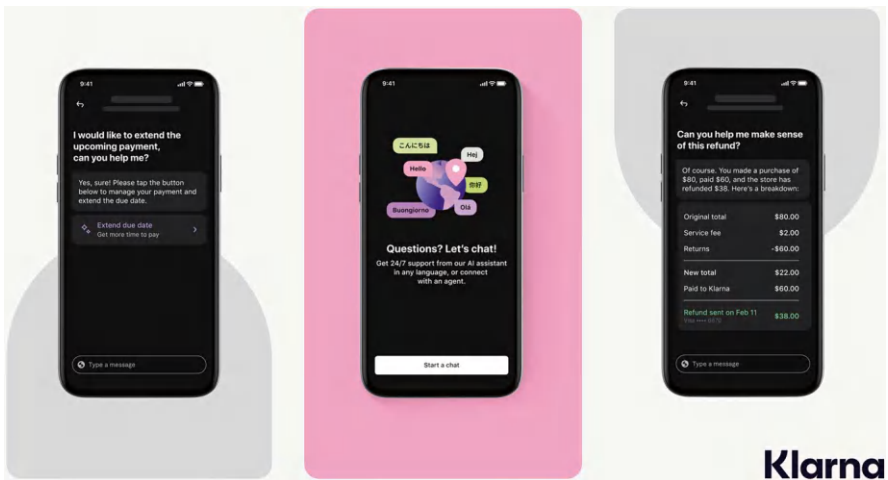 9:41
I would like to extend the
upcoming payment,
can you help me?
Yes, sure! Please tap the button
below to manage your payment and
extend the due date.
Extend due date
Get more time to pay
Type a message
9:41
こんにちは
Hej
Hello
你好
Buongiorno
Olá
Questions? Let's chat!
Get 24/7 support from our AI assistant
in any language, or connect
with an agent.
Start a chat
9:41
Can you help me make sense
of this refund?
Of course. You made a purchase of
$80, paid $60, and the store has
refunded $38. Here's a breakdown:
Original total $80.00
Service fee $2.00
Returns -$60.00
New total $22.00
Paid to Klarna $60.00
Refund sent on Feb 11 $38.00
Type a message
Klarna